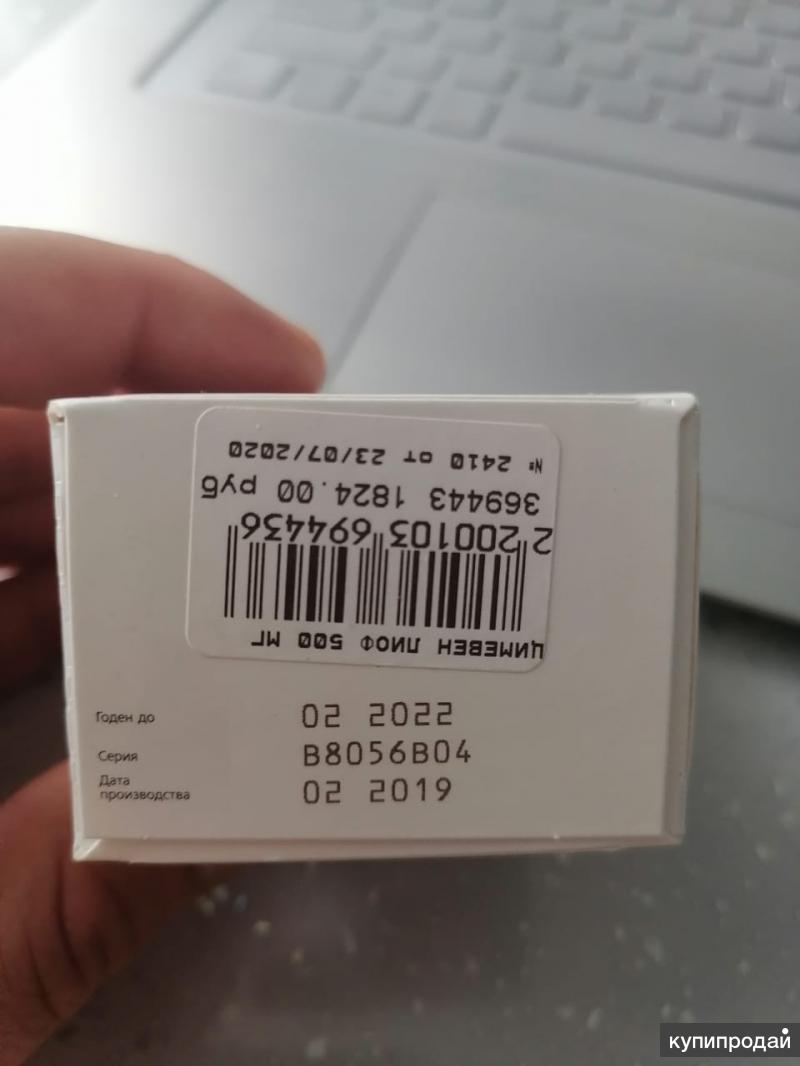 № 2410 от 23/07/2020
369443 1824.00 руб
2 200103 694436
ЦИМЕВЕН ЛИОФ 500 МГ
Годен до 02 2022
Серия B8056B04
Дата
производства 02 2019
купипродай